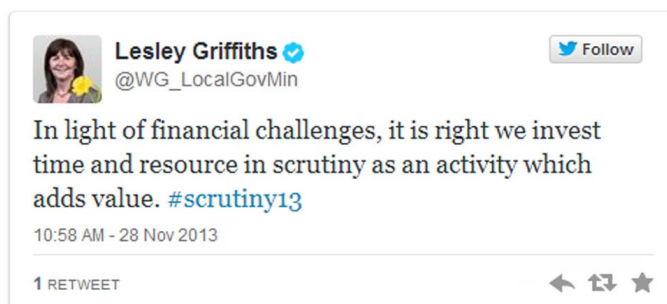 Lesley Griffiths
Follow
@WG_LocalGovMin
In light of financial challenges, it is right we invest
time and resource in scrutiny as an activity which
adds value. #scrutiny13
10:58 AM - 28 Nov 2013
1 RETWEET